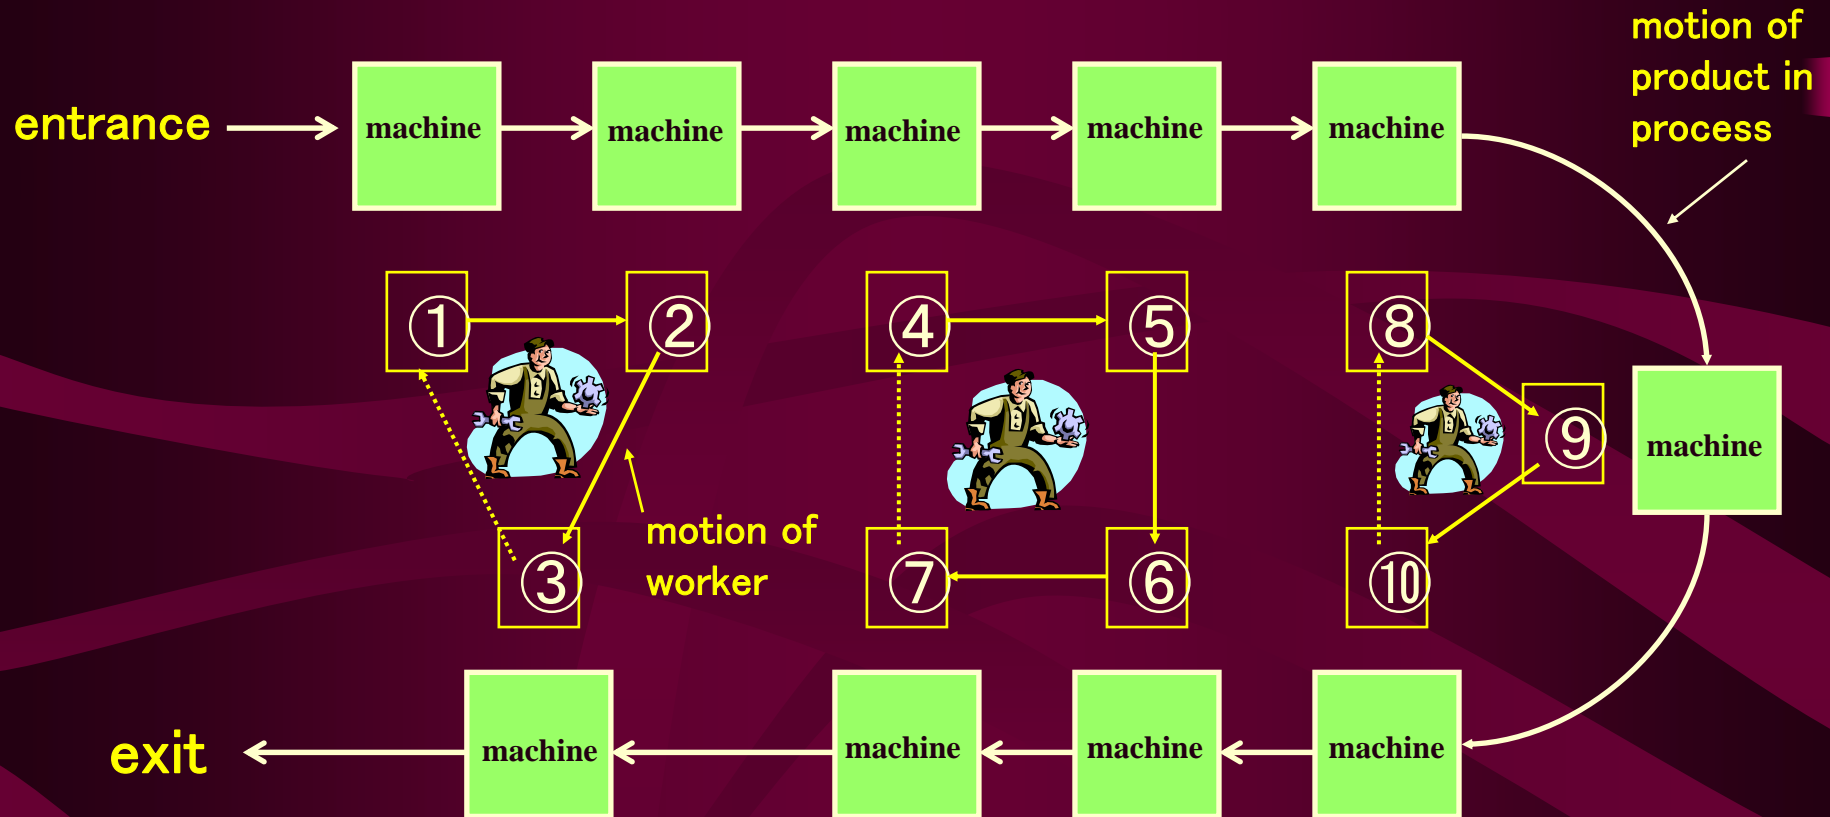 motion of
product in
process
entrance
machine
machine
machine
machine
machine
①
②
④
⑤
⑧
⑨
machine
motion of
worker
③
⑦
⑥
⑩
exit
machine
machine
machine
machine